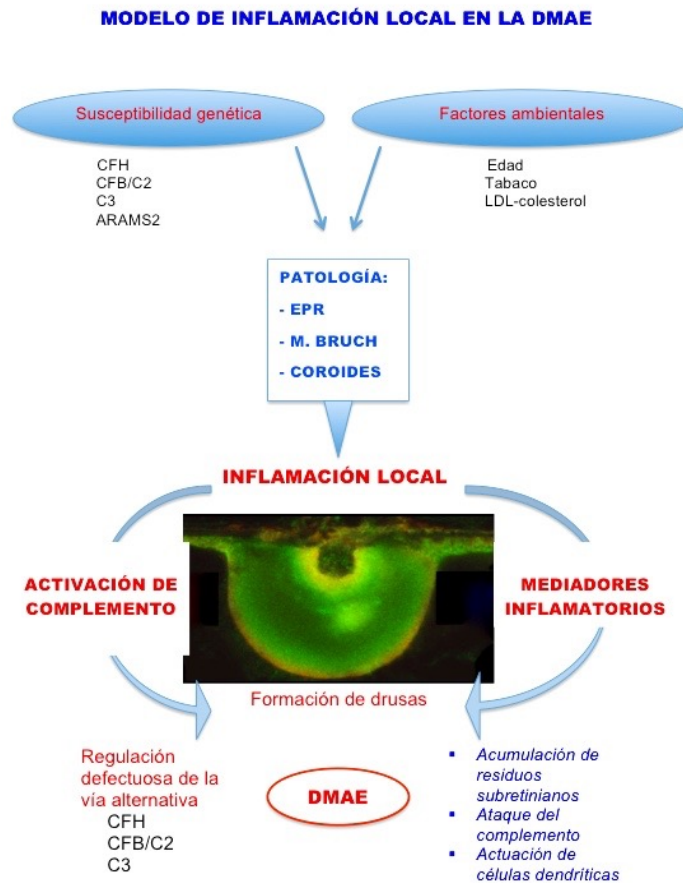 MODELO DE INFLAMACIÓN LOCAL EN LA DMAE
Susceptibilidad genética
CFH
CFB/C2
C3
ARAMS2
Factores ambientales
Edad
Tabaco
LDL-colesterol
PATOLOGÍA:
- EPR
- M. BRUCH
- COROIDES
INFLAMACIÓN LOCAL
ACTIVACIÓN DE
COMPLEMENTO
MEDIADORES
INFLAMATORIOS
Formación de drusas
Regulación
defectuosa de la
vía alternativa
CFH
CFB/C2
C3
DMAE
▪ Acumulación de
residuos
subretinianos
▪ Ataque del
complemento
▪ Actuación de
células dendríticas